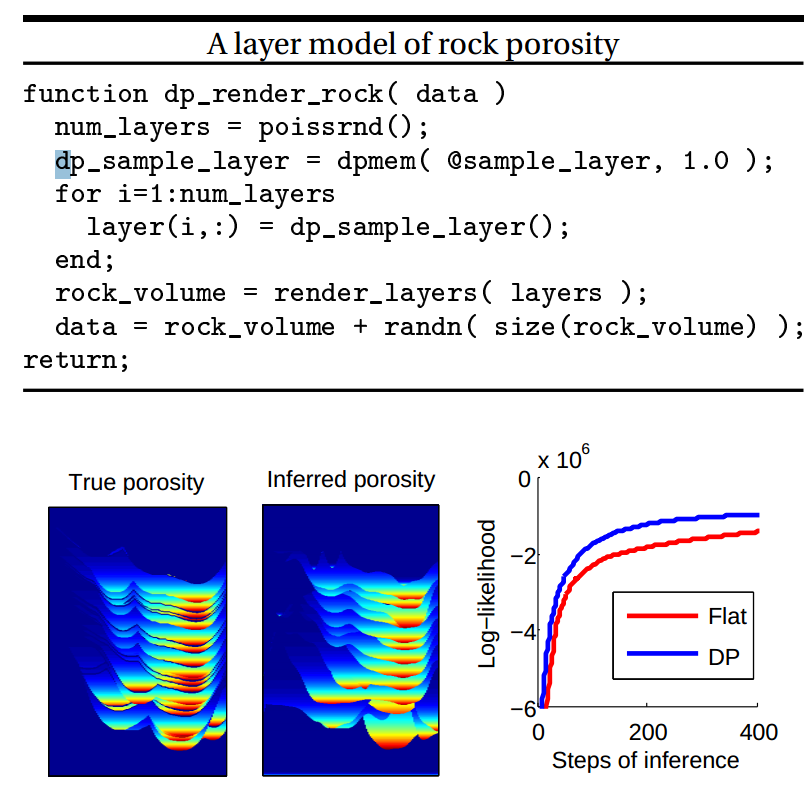 A layer model of rock porosity
function dp_render_rock( data )
num_layers = poissrnd();
dp_sample_layer = dpmem( @sample_layer, 1.0 );
for i=1:num_layers
layer(i,:) = dp_sample_layer();
end;
rock_volume = render_layers( layers );
data = rock_volume + randn( size(rock_volume) );
return;
True porosity
Inferred porosity
x 10^6
0
−2
−4
−6
Log−likelihood
Flat
DP
0 200 400
Steps of inference